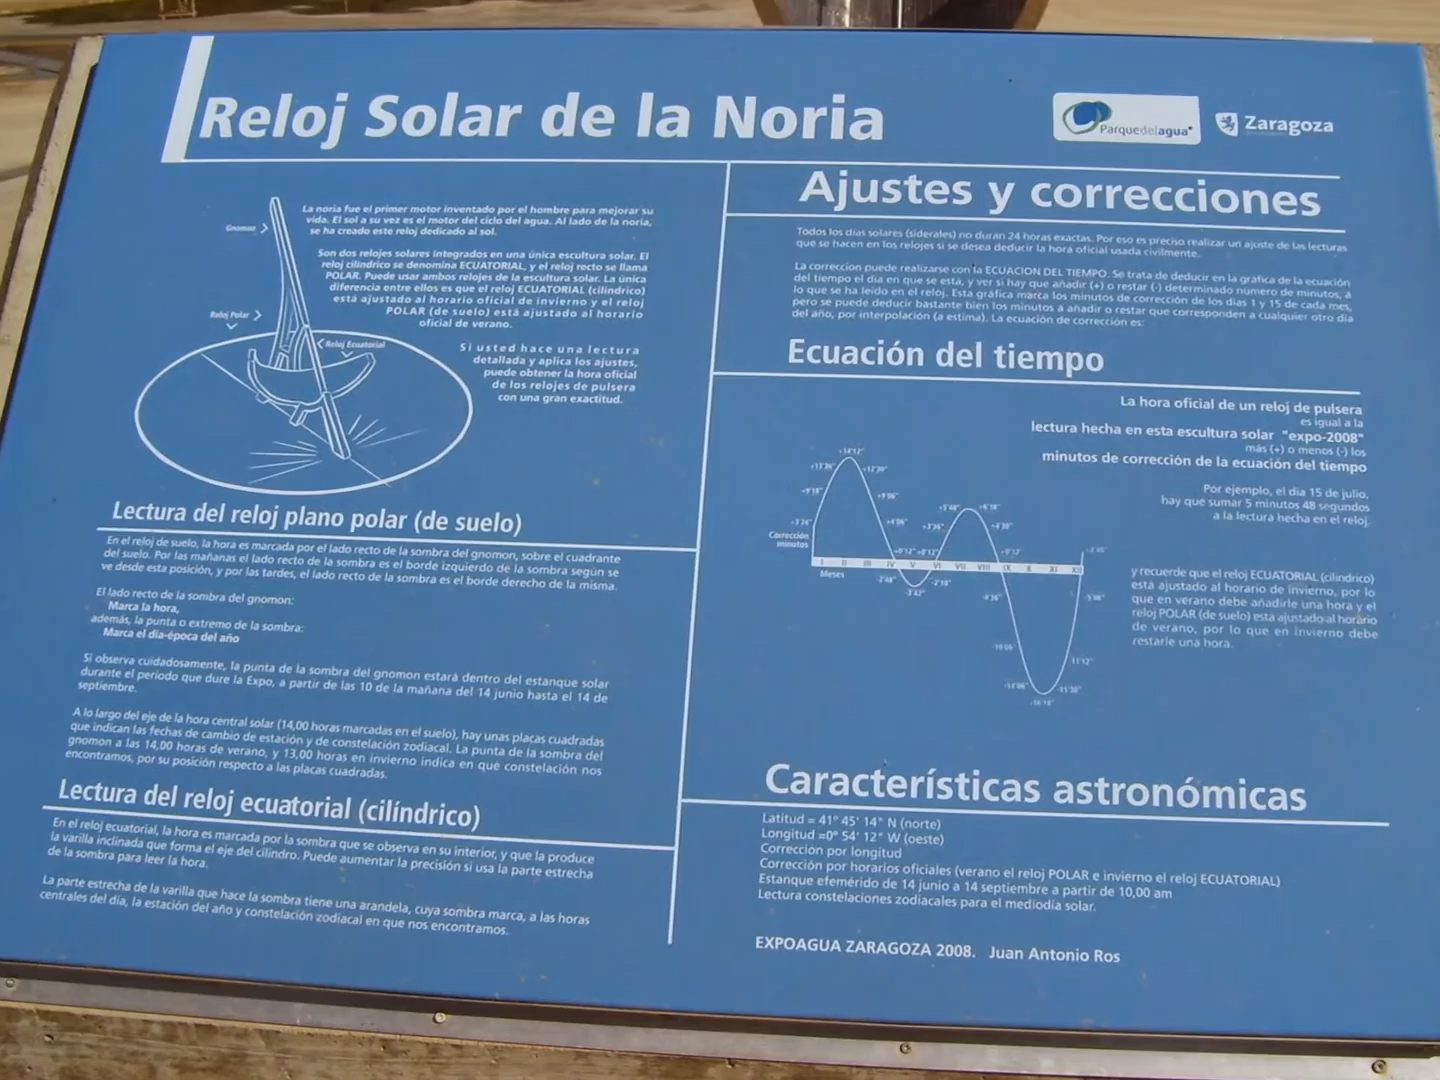 Reloj Solar de la Noria
Parquedelagua
Zaragoza
La noria fue el primer motor inventado por el hombre para mejorar su
vida. El sol a su vez es el motor del ciclo del agua. Al lado de la noria,
se ha creado este reloj dedicado al sol.
Son dos relojes solares integrados en una única escultura solar. El
reloj cilíndrico se denomina ECUATORIAL, y el reloj recto se llama
POLAR. Puede usar ambos relojes de la escultura solar. La única
diferencia entre ellos es que el reloj ECUATORIAL (cilíndrico)
está ajustado al horario oficial de invierno y el reloj
POLAR (de suelo) está ajustado al horario
oficial de verano.
Si usted hace una lectura
detallada y aplica los ajustes,
puede obtener la hora oficial
de los relojes de pulsera
con una gran exactitud.
Gnomon
Reloj Polar
Reloj Ecuatorial
Lectura del reloj plano polar (de suelo)
En el reloj de suelo, la hora es marcada por el lado recto de la sombra del gnomon, sobre el cuadrante
del suelo. Por las mañanas el lado recto de la sombra es el borde izquierdo de la sombra según se
ve desde esta posición, y por las tardes, el lado recto de la sombra es el borde derecho de la misma.
El lado recto de la sombra del gnomon:
Marca la hora,
además, la punta o extremo de la sombra:
Marca el dia-época del año
Si observa cuidadosamente, la punta de la sombra del gnomon estará dentro del estanque solar
durante el periodo que dure la Expo, a partir de las 10 de la mañana del 14 junio hasta el 14 de
septiembre.
A lo largo del eje de la hora central solar (14,00 horas marcadas en el suelo), hay unas placas cuadradas
que indican las fechas de cambio de estación y de constelación zodiacal. La punta de la sombra del
gnomon a las 14,00 horas de verano, y 13,00 horas en invierno indica en qué constelación nos
encontramos, por su posición respecto a las placas cuadradas.
Lectura del reloj ecuatorial (cilíndrico)
En el reloj ecuatorial, la hora es marcada por la sombra que se observa en su interior, y que la produce
la varilla inclinada que forma el eje del cilindro. Puede aumentar la precisión si usa la parte estrecha
de la sombra para leer la hora.
La parte estrecha de la varilla que hace la sombra tiene una arandela, cuya sombra marca, a las horas
centrales del día, la estación del año y constelación zodiacal en que nos encontramos.
Ajustes y correcciones
Todos los días solares (siderales) no duran 24 horas exactas. Por eso es preciso realizar un ajuste de las lecturas
que se hacen en los relojes si se desea deducir la hora oficial usada civilmente.
La corrección puede realizarse con la ECUACION DEL TIEMPO. Se trata de deducir en la gráfica de la ecuación
del tiempo el dia en que se está, y ver si hay que añadir (+) o restar (-) determinado número de minutos, a
lo que se ha leído en el reloj. Esta gráfica marca los minutos de corrección de los dias 1 y 15 de cada mes,
pero se puede deducir bastante bien los minutos a añadir o restar que corresponden a cualquier otro día
del año, por interpolación (a estima). La ecuación de corrección es:
Ecuación del tiempo
La hora oficial de un reloj de pulsera
es igual a la
lectura hecha en esta escultura solar "expo-2008"
más (+) o menos (-) los
minutos de corrección de la ecuación del tiempo
Por ejemplo, el dia 15 de julio,
hay que sumar 5 minutos 48 segundos
a la lectura hecha en el reloj.
y recuerde que el reloj ECUATORIAL (cilíndrico)
está ajustado al horario de invierno, por lo
que en verano debe añadirle una hora y el
reloj POLAR (de suelo) está ajustado al horario
de verano, por lo que en invierno debe
restarle una hora.
Corrección
minutos
I II III IV V VI VII VIII IX X XI XII
Meses
Características astronómicas
Latitud = 41º 45' 14" N (norte)
Longitud =0º 54' 12" W (oeste)
Corrección por longitud
Corrección por horarios oficiales (verano el reloj POLAR e invierno el reloj ECUATORIAL)
Estanque efemérido de 14 junio a 14 septiembre a partir de 10,00 am
Lectura constelaciones zodiacales para el mediodía solar.
EXPOAGUA ZARAGOZA 2008. Juan Antonio Ros